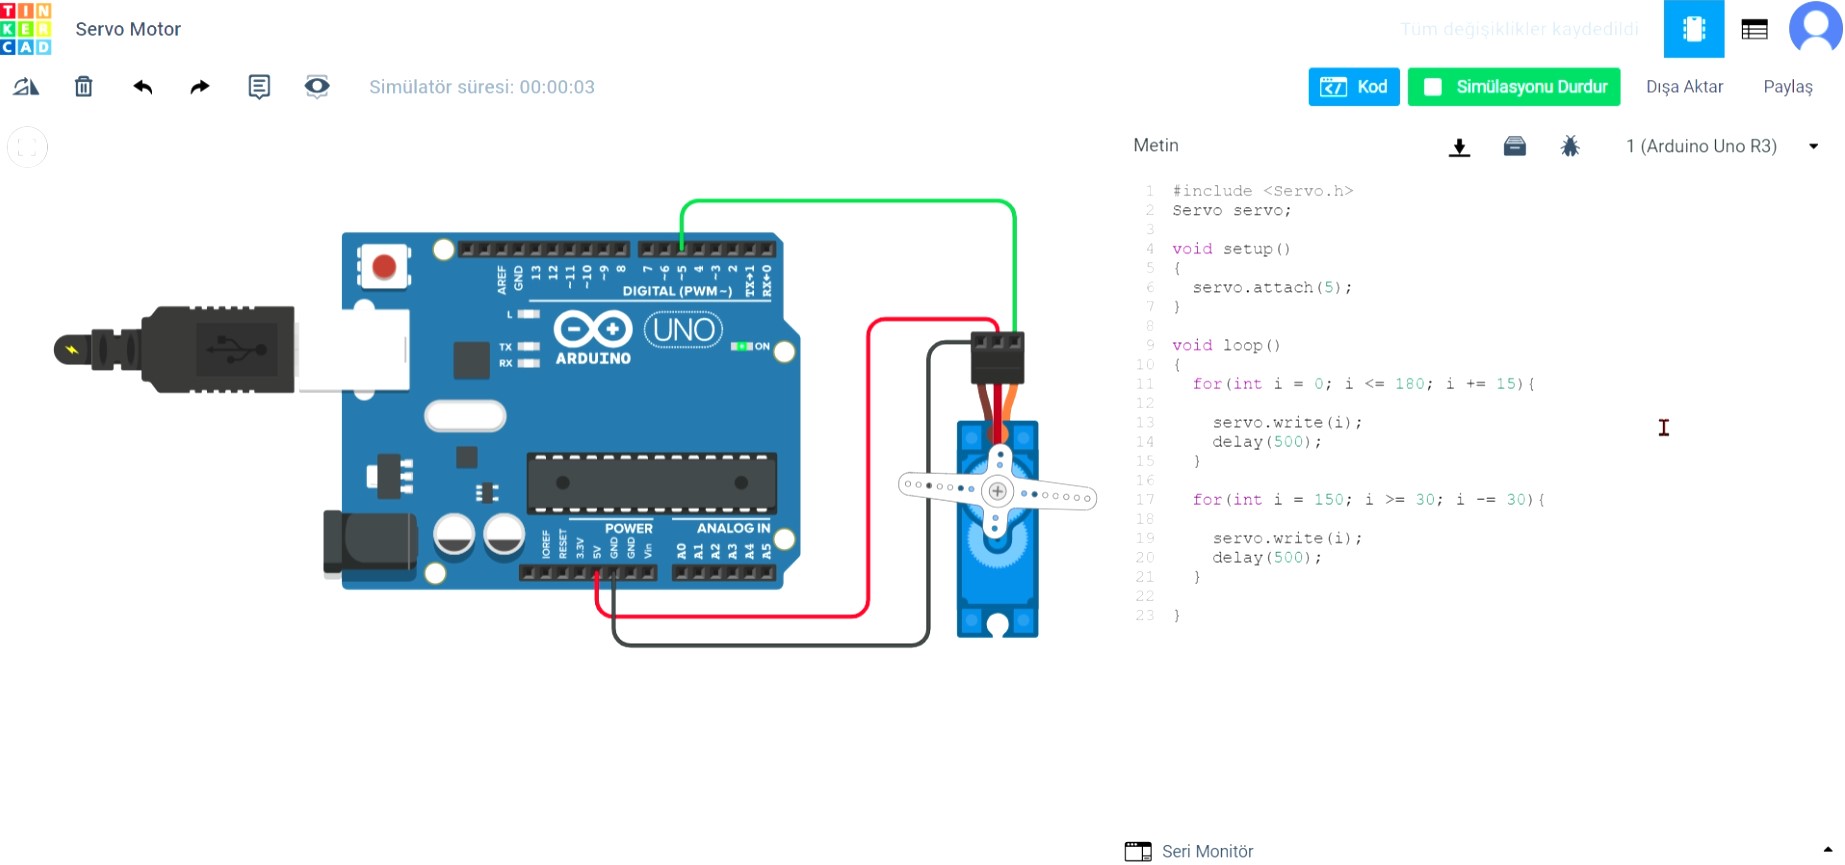 TIN
KER
CAD
Servo Motor
Tüm değişiklikler kaydedildi
Simülatör süresi: 00:00:03
Kod
Simülasyonu Durdur
Dışa Aktar
Paylaş
Metin
1 (Arduino Uno R3)
AREF
GND
13
12
~11
~10
~9
8
7
~6
~5
4
~3
2
TX→1
RX←0
DIGITAL (PWM~)
L
TX
RX
ARDUINO
UNO
ON
POWER
ANALOG IN
IOREF
RESET
3.3V
5V
GND
GND
Vin
A0
A1
A2
A3
A4
A5
1 #include <Servo.h>
2 Servo servo;
3
4 void setup()
5 {
6 servo.attach(5);
7 }
8
9 void loop()
10 {
11 for(int i = 0; i <= 180; i += 15){
12
13 servo.write(i);
14 delay(500);
15 }
16
17 for(int i = 150; i >= 30; i -= 30){
18
19 servo.write(i);
20 delay(500);
21 }
22
23 }
Seri Monitör